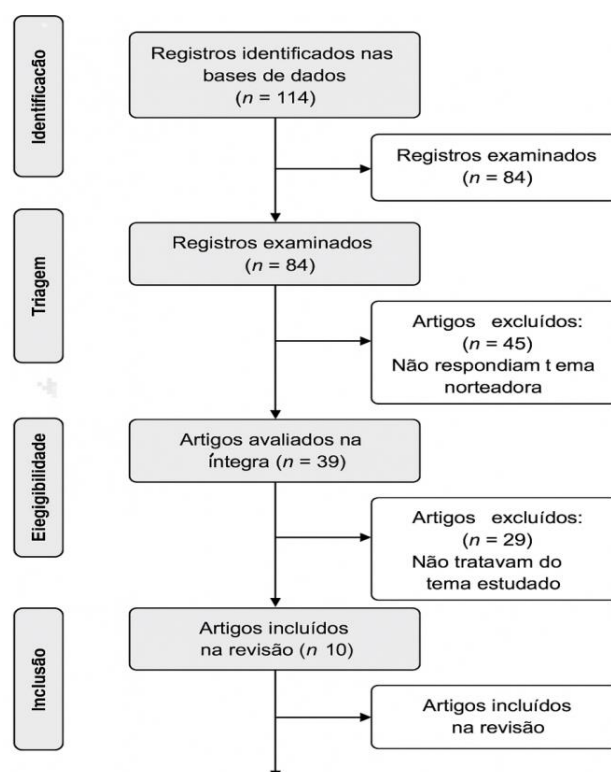 Identificacão
Registros identificados nas
bases de dados
(n = 114)
Registros examinados
(n = 84)
Triagem
Registros examinados
(n = 84)
Artigos excluídos:
(n = 45)
Não respondiam t ema
norteadora
Eiegigibilidade
Artigos avaliados na
íntegra (n = 39)
Artigos excluídos:
(n = 29)
Não tratavam do
tema estudado
Inclusão
Artigos incluídos
na revisão (n 10)
Artigos incluídos
na revisão